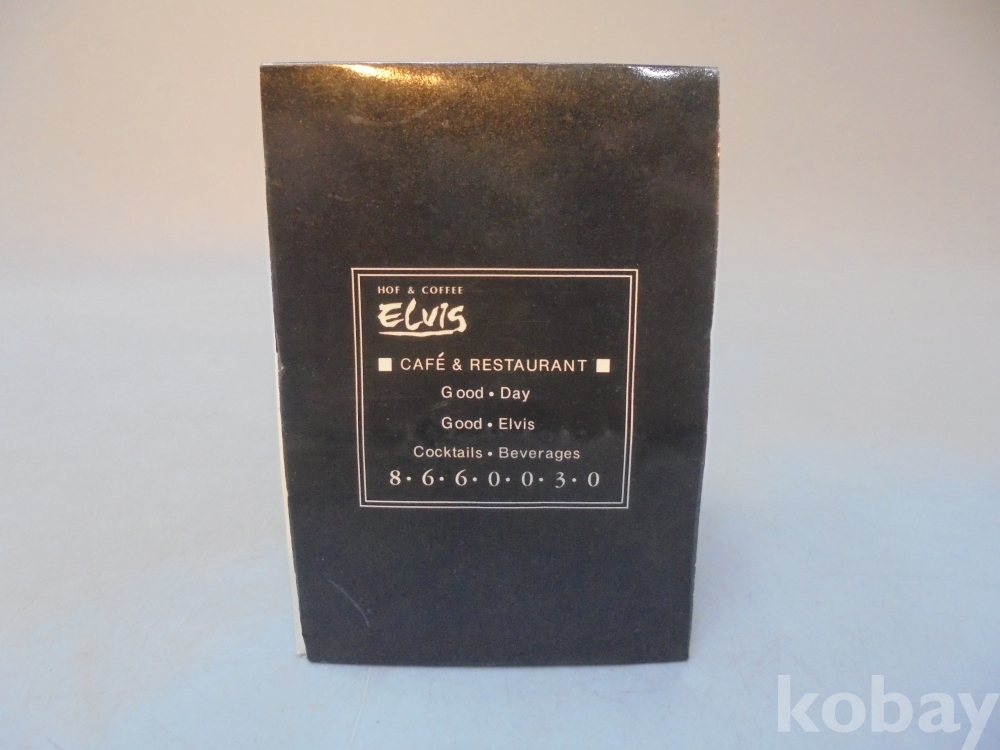 HOF & COFFEE
ELVIS
■ CAFÉ & RESTAURANT ■
Good • Day
Good • Elvis
Cocktails • Beverages
8 • 6 • 6 • 0 • 0 • 3 • 0
kobay